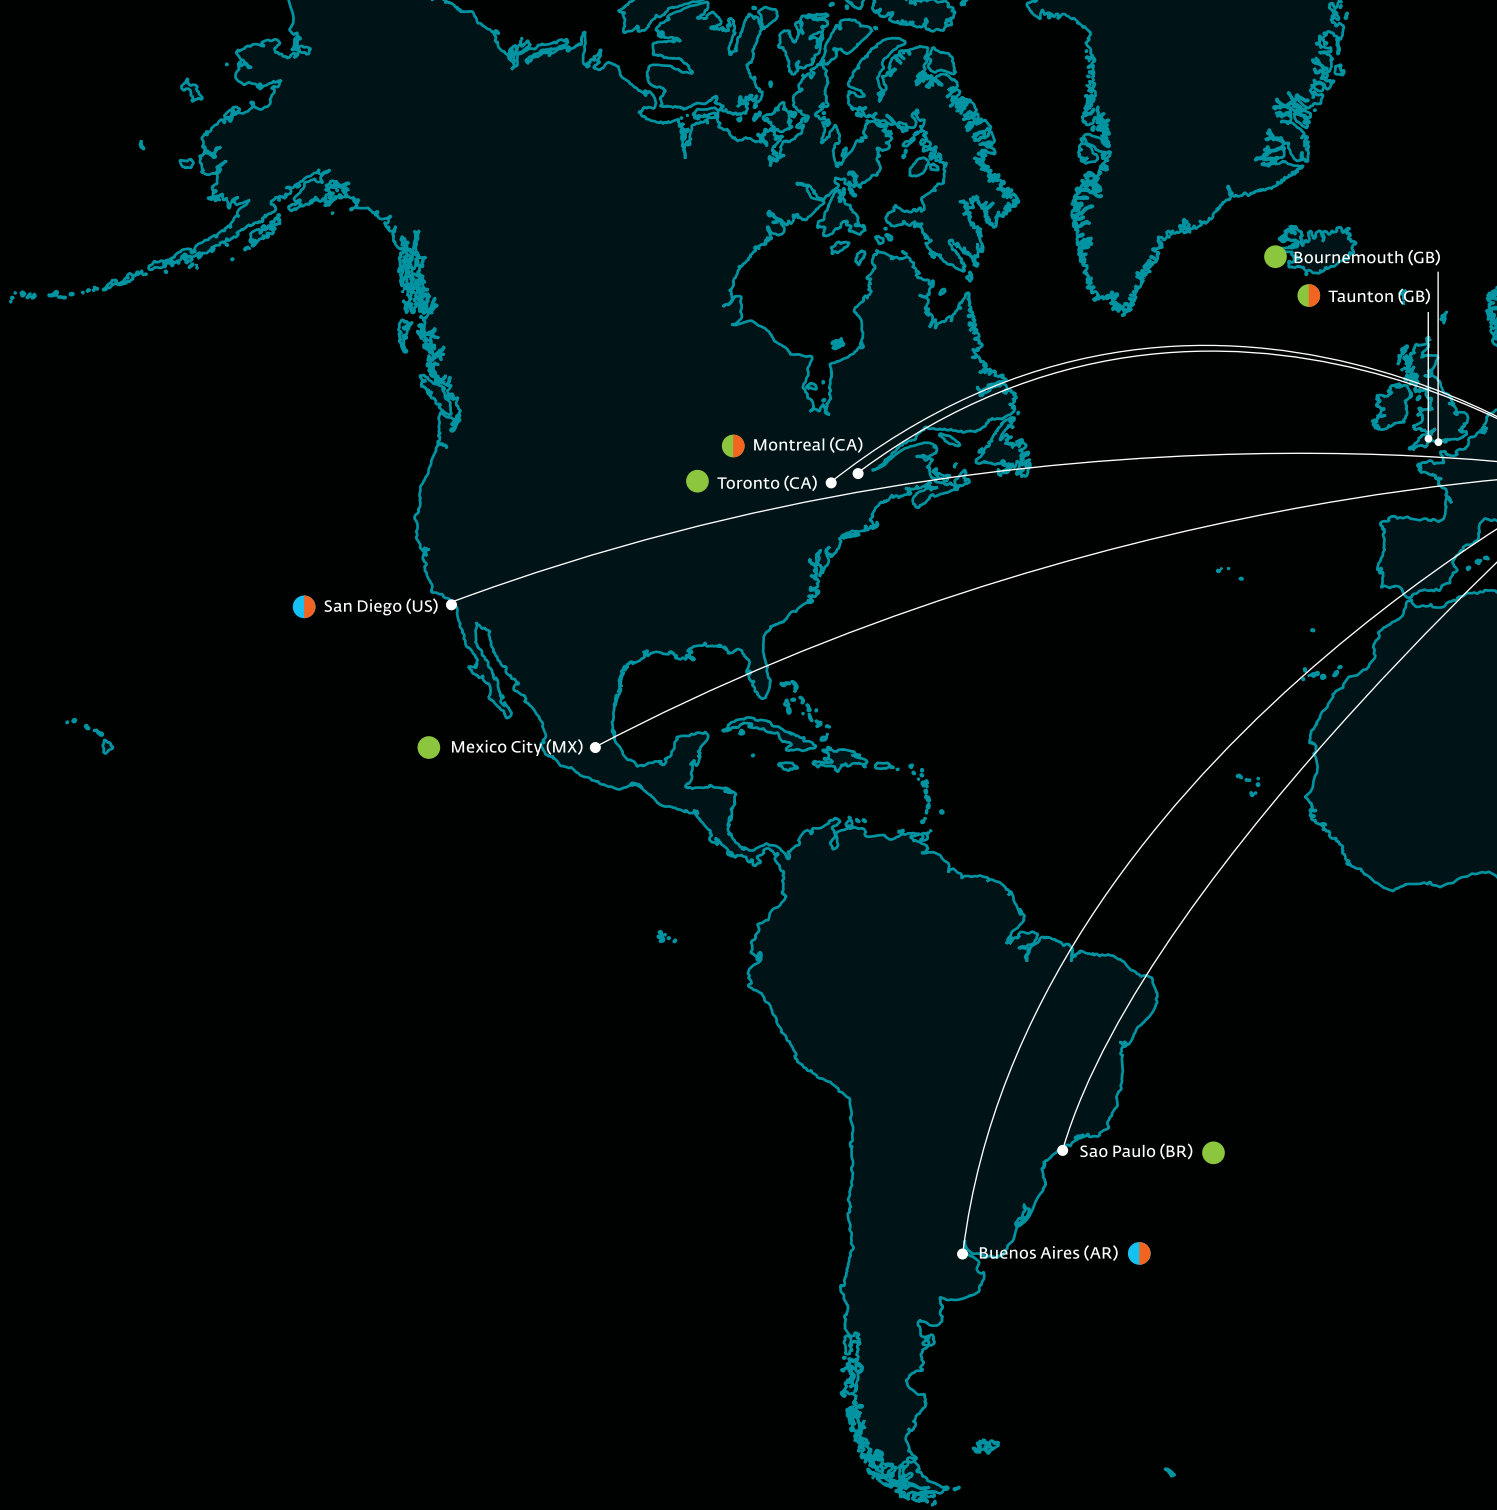 Bournemouth (GB)
Taunton (GB)
Montreal (CA)
Toronto (CA)
San Diego (US)
Mexico City (MX)
Sao Paulo (BR)
Buenos Aires (AR)